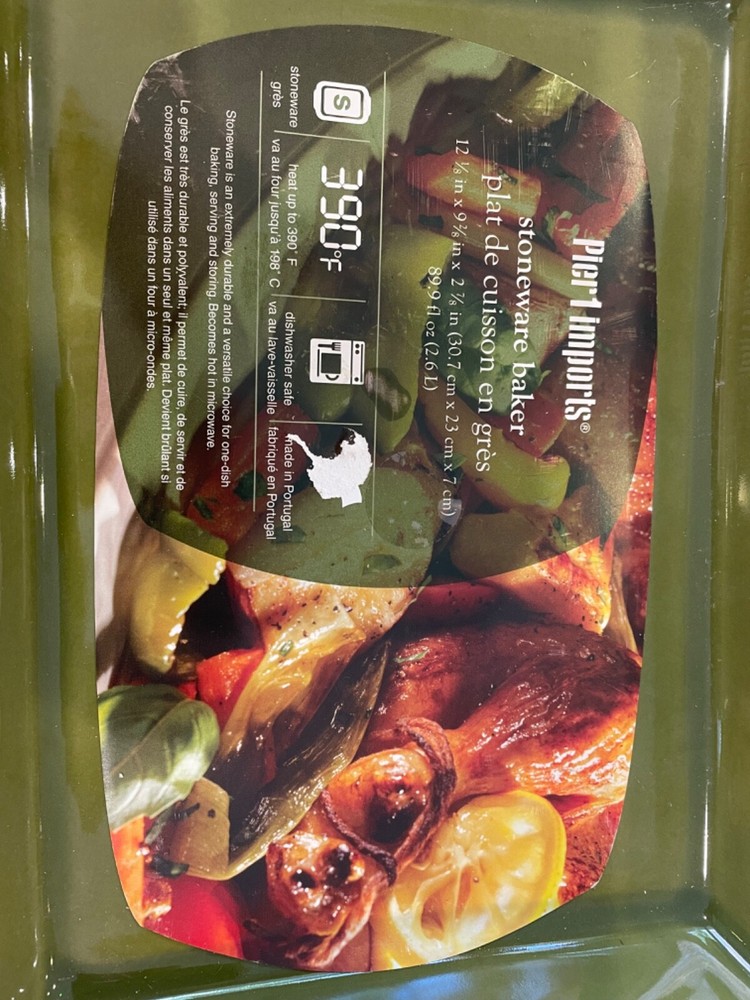 Pier1 imports®
stoneware baker
plat de cuisson en grès
12 ⅛ in x 9 ⅛ in x 2 ⅞ in (30.7 cm x 23 cm x 7 cm)
89.9 fl oz (2.6 L)
S
390°F
stoneware
grès
heat up to 390° F
va au four jusqu'à 198° C
dishwasher safe
va au lave-vaisselle
made in Portugal
fabriqué en Portugal
Stoneware is an extremely durable and a versatile choice for one-dish
baking, serving and storing. Becomes hot in microwave.
Le grès est très durable et polyvalent; il permet de cuire, de servir et de
conserver les aliments dans un seul et même plat. Devient brûlant si
utilisé dans un four à micro-ondes.